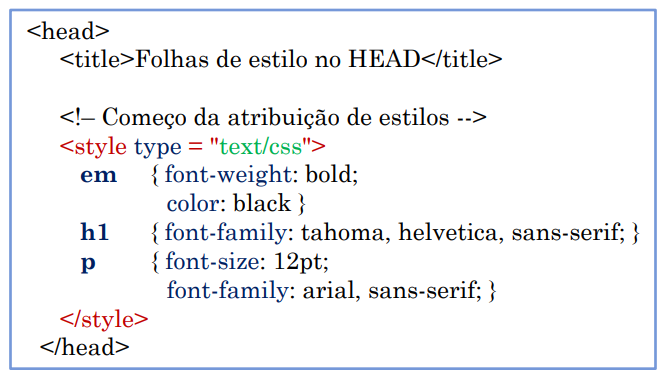 <head>
<title>Folhas de estilo no HEAD</title>
<!– Começo da atribuição de estilos -->
<style type = "text/css">
em { font-weight: bold;
color: black }
h1 { font-family: tahoma, helvetica, sans-serif; }
p { font-size: 12pt;
font-family: arial, sans-serif; }
</style>
</head>